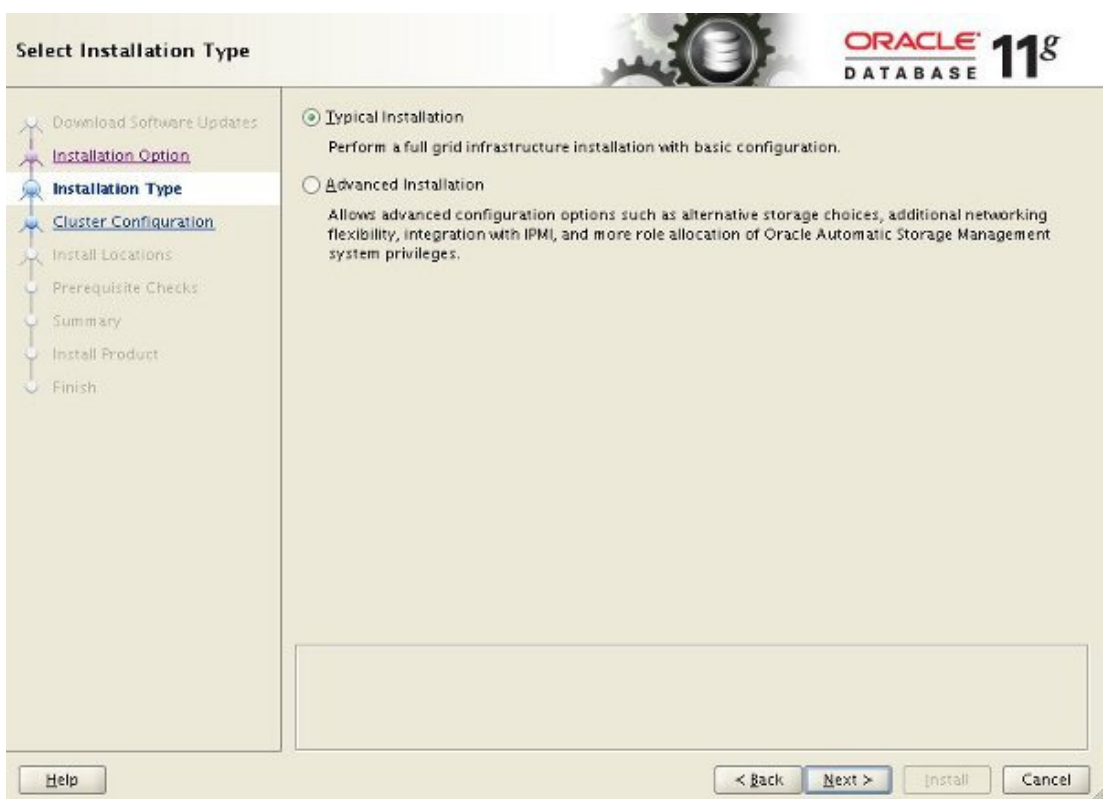 Select Installation Type
ORACLE 11g
DATABASE
Download Software Updates
Installation Option
Installation Type
Cluster Configuration
Install Locations
Prerequisite Checks
Summary
Install Product
Finish
Typical Installation
Perform a full grid infrastructure installation with basic configuration.
Advanced Installation
Allows advanced configuration options such as alternative storage choices, additional networking
flexibility, integration with IPMI, and more role allocation of Oracle Automatic Storage Management
system privileges.
Help
< Back
Next >
Install
Cancel